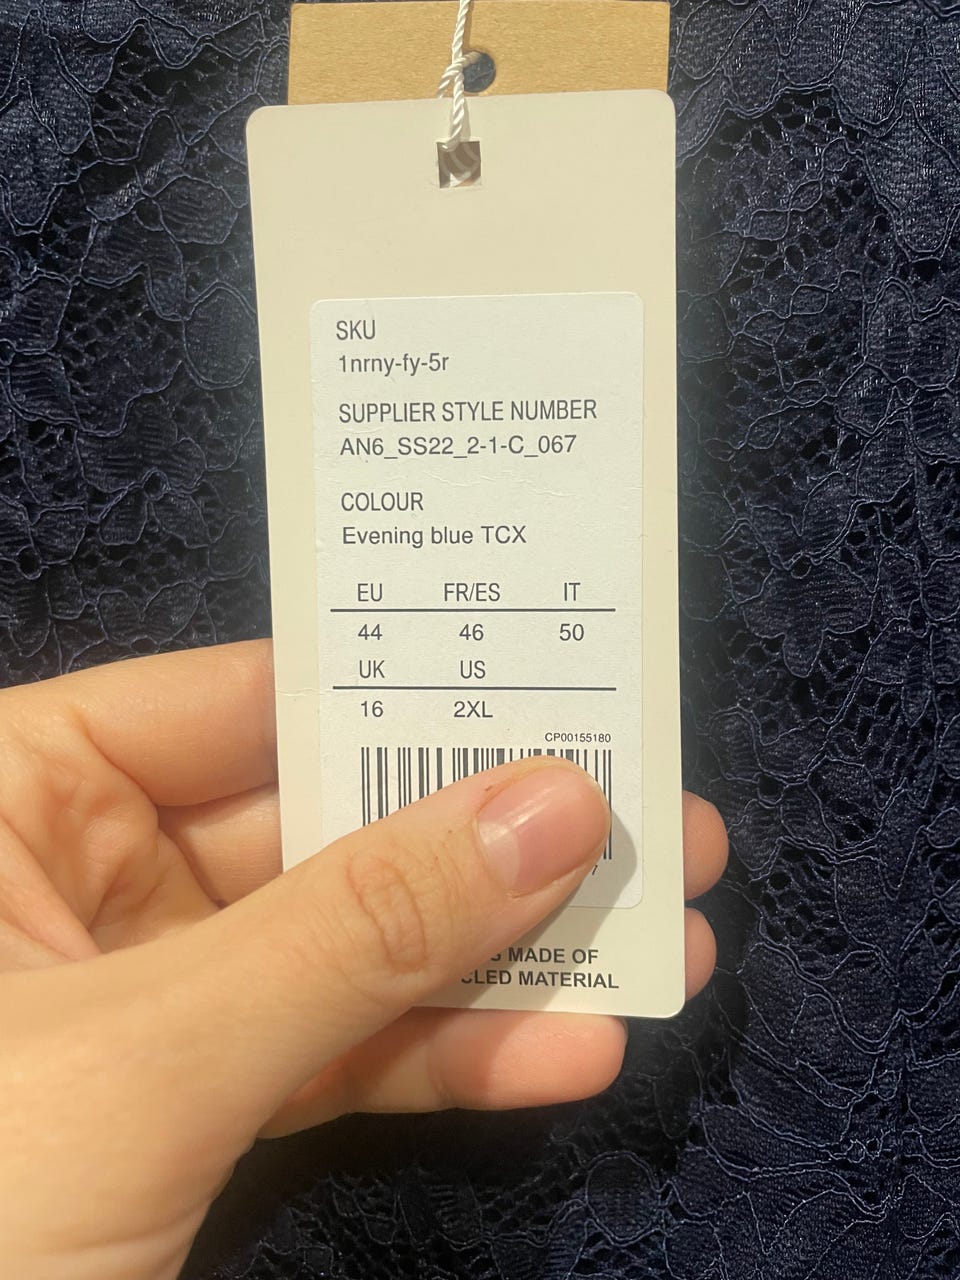 SKU
1nrny-fy-5r
SUPPLIER STYLE NUMBER
AN6_SS22_2-1-C_067
COLOUR
Evening blue TCX
EU FR/ES IT
44 46 50
UK US
16 2XL
CP00155180
7
MADE OF
MATERIAL